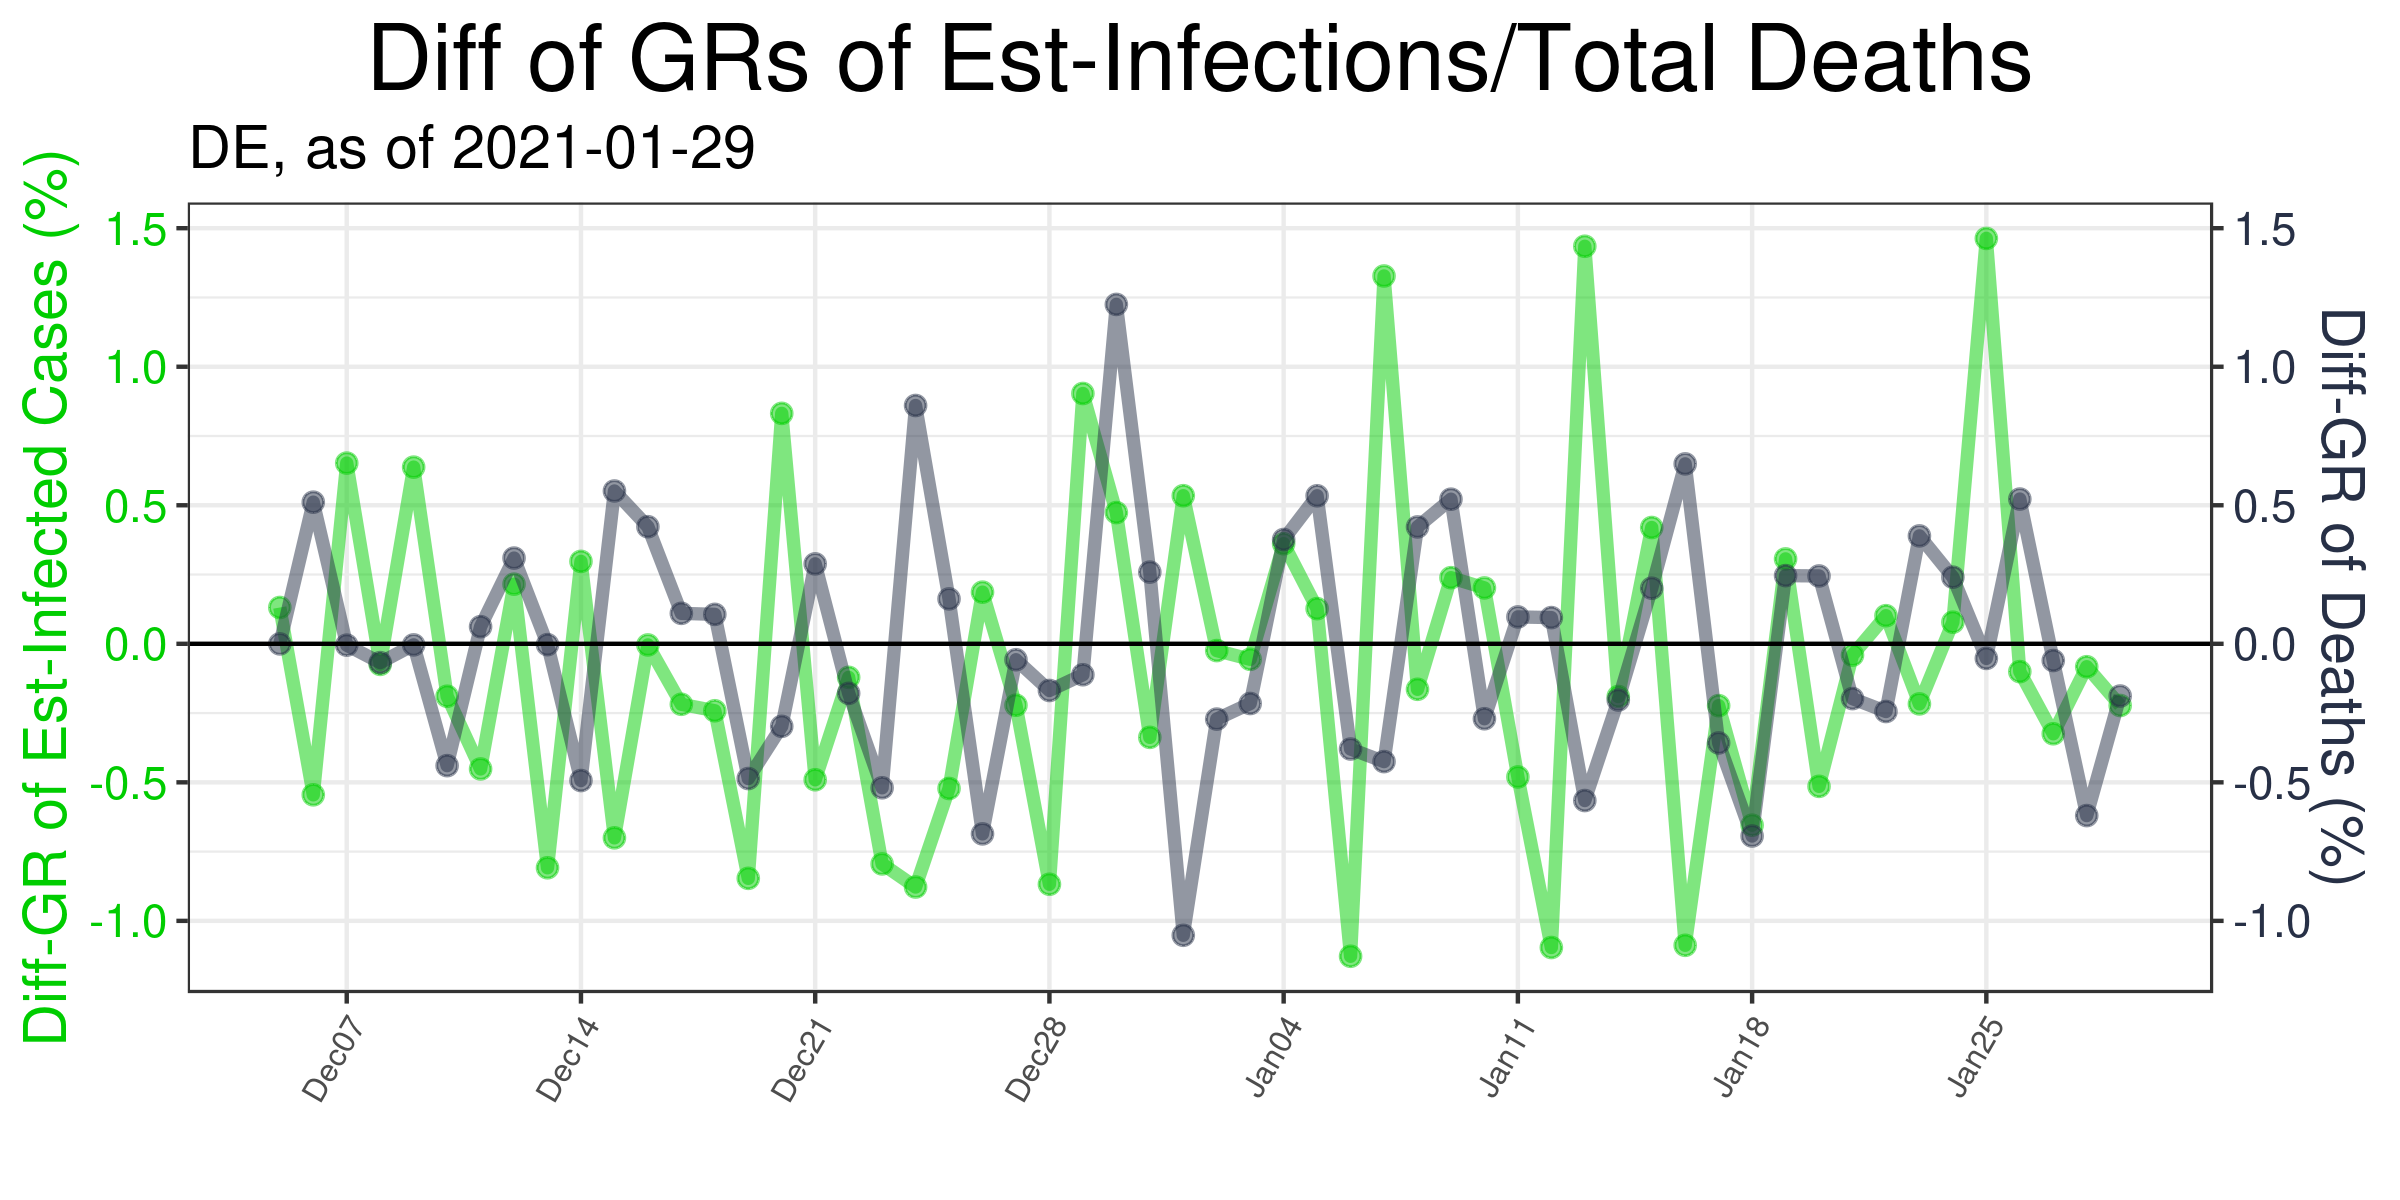 Diff of GRs of Est-Infections/Total Deaths
DE, as of 2021-01-29
Diff-GR of Est-Infected Cases (%)
1.5
1.0
0.5
0.0
-0.5
-1.0
1.5
1.0
0.5
0.0
-0.5
-1.0
Diff-GR of Deaths (%)
Dec07
Dec14
Dec21
Dec28
Jan04
Jan11
Jan18
Jan25